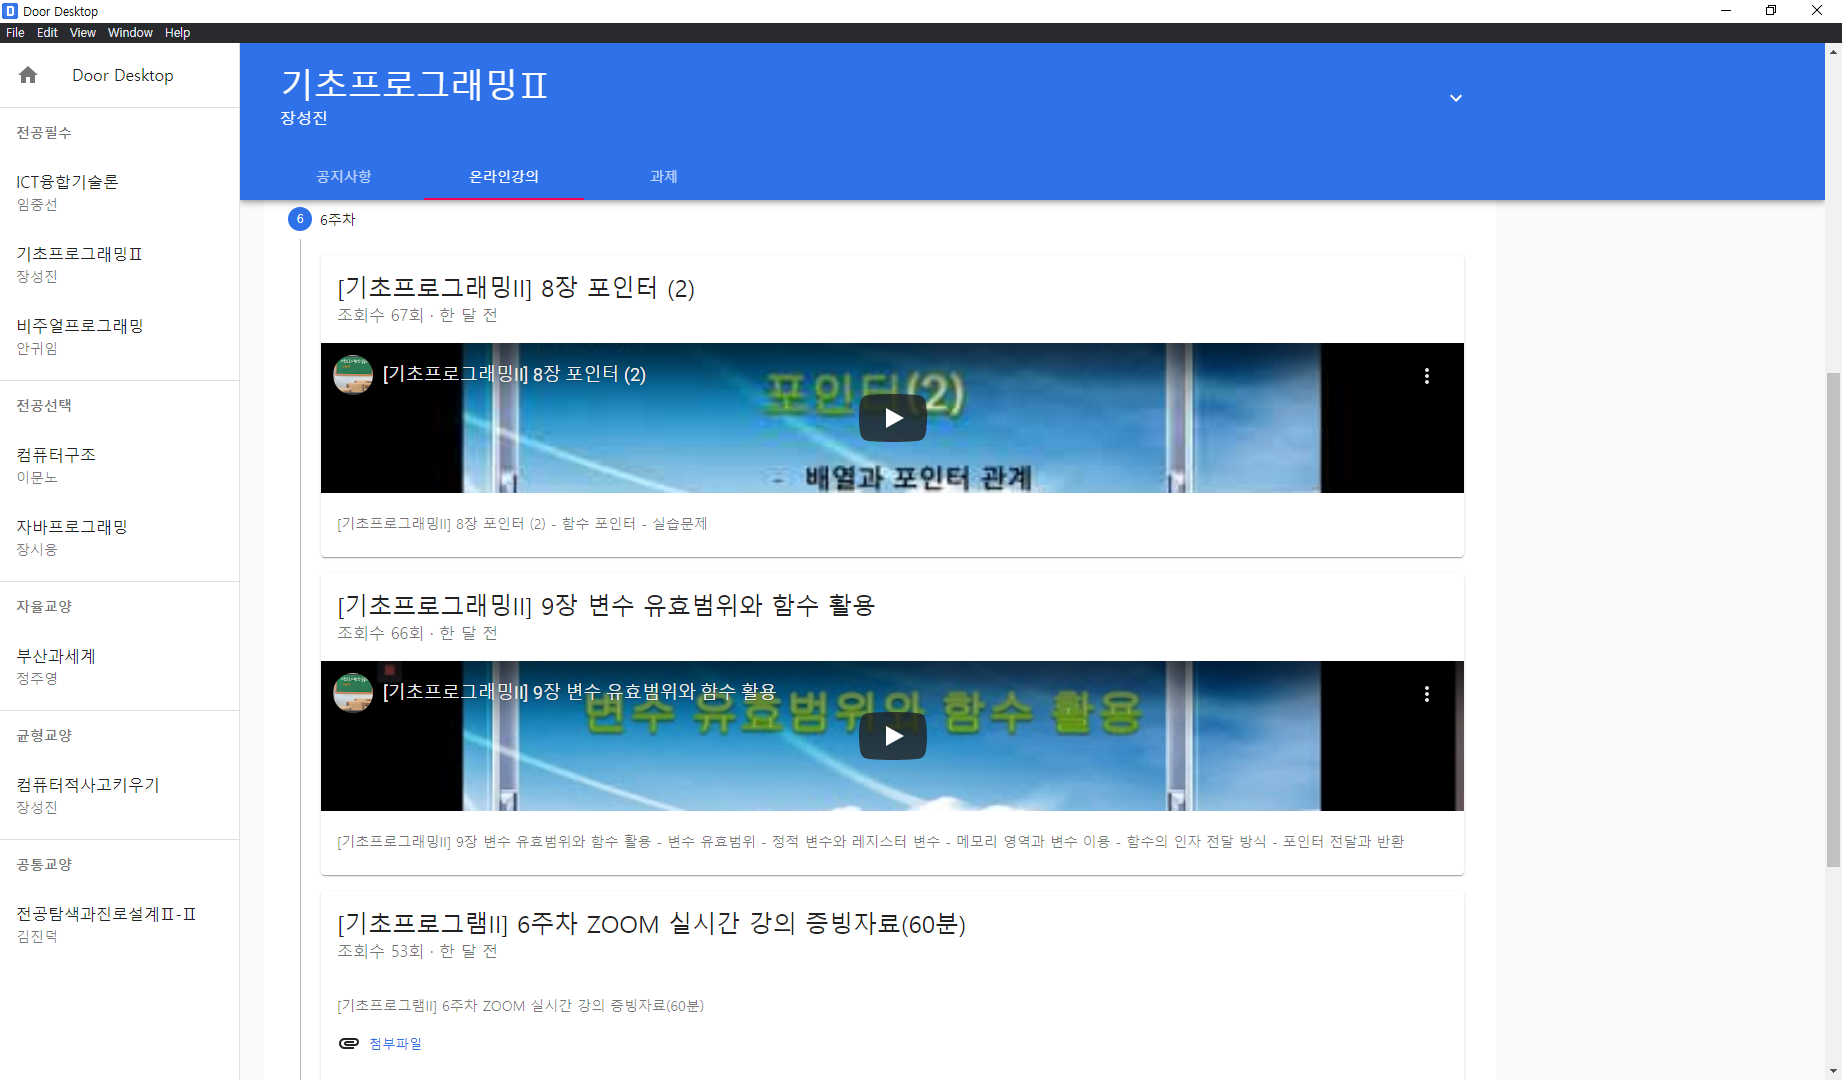 Door Desktop
File Edit View Window Help
Door Desktop
전공필수
ICT융합기술론
임중선
기초프로그래밍Ⅱ
장성진
비주얼프로그래밍
안귀임
전공선택
컴퓨터구조
이문노
자바프로그래밍
장시웅
자율교양
부산과세계
정주영
균형교양
컴퓨터적사고키우기
장성진
공통교양
전공탐색과진로설계Ⅱ-Ⅱ
김진덕
기초프로그래밍Ⅱ
장성진
공지사항 온라인강의 과제
6 6주차
[기초프로그래밍II] 8장 포인터 (2)
조회수 67회 · 한 달 전
[기초프로그래밍II] 8장 포인터 (2)
포인터(2)
- 배열과 포인터 관계
[기초프로그래밍II] 8장 포인터 (2) - 함수 포인터 - 실습문제
[기초프로그래밍II] 9장 변수 유효범위와 함수 활용
조회수 66회 · 한 달 전
[기초프로그래밍II] 9장 변수 유효범위와 함수 활용
변수 유효범위와 함수 활용
[기초프로그래밍II] 9장 변수 유효범위와 함수 활용 - 변수 유효범위 - 정적 변수와 레지스터 변수 - 메모리 영역과 변수 이용 - 함수의 인자 전달 방식 - 포인터 전달과 반환
[기초프로그램II] 6주차 ZOOM 실시간 강의 증빙자료(60분)
조회수 53회 · 한 달 전
[기초프로그램II] 6주차 ZOOM 실시간 강의 증빙자료(60분)
첨부파일